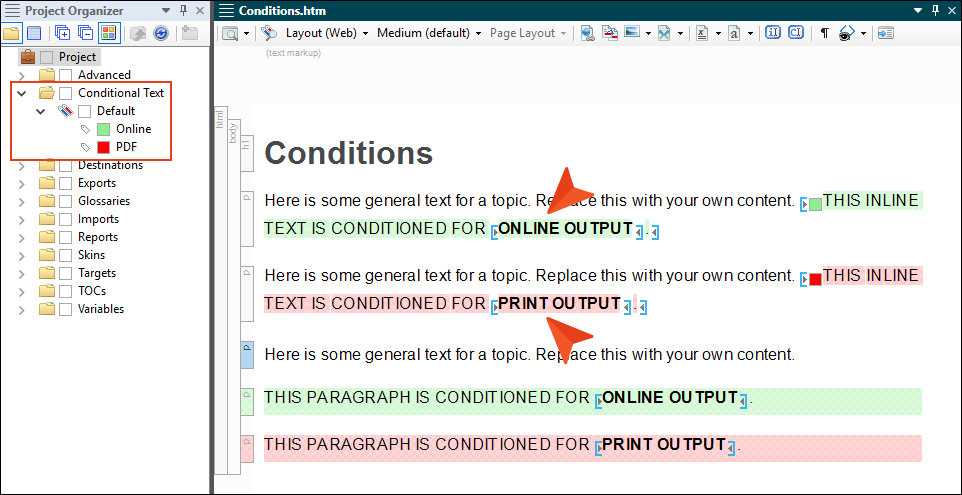 Project Organizer
Project
Advanced
Conditional Text
Default
Online
PDF
Destinations
Exports
Glossaries
Imports
Reports
Skins
Targets
TOCs
Variables
Conditions.htm
Layout (Web) Medium (default) Page Layout
(text markup)
html
body
h1
Conditions
p
Here is some general text for a topic. Replace this with your own content. THIS INLINE
TEXT IS CONDITIONED FOR ONLINE OUTPUT.
p
Here is some general text for a topic. Replace this with your own content. THIS INLINE
TEXT IS CONDITIONED FOR PRINT OUTPUT.
p
Here is some general text for a topic. Replace this with your own content.
p
THIS PARAGRAPH IS CONDITIONED FOR ONLINE OUTPUT.
p
THIS PARAGRAPH IS CONDITIONED FOR PRINT OUTPUT.